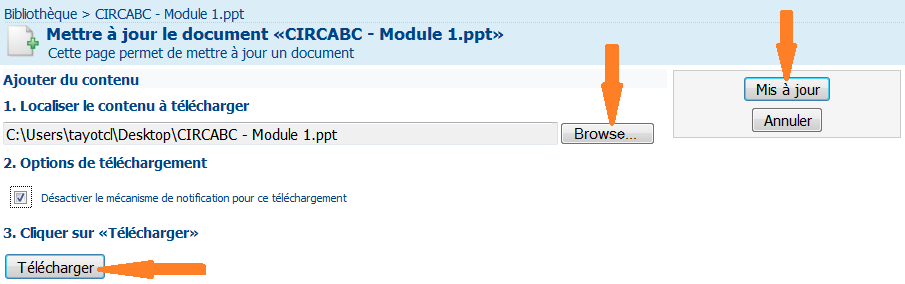 Bibliothèque > CIRCABC - Module 1.ppt
Mettre à jour le document «CIRCABC - Module 1.ppt»
Cette page permet de mettre à jour un document
Ajouter du contenu
Mis à jour
Annuler
1. Localiser le contenu à télécharger
C:\Users\tayotcl\Desktop\CIRCABC - Module 1.ppt
Browse...
2. Options de téléchargement
Désactiver le mécanisme de notification pour ce téléchargement
3. Cliquer sur «Télécharger»
Télécharger